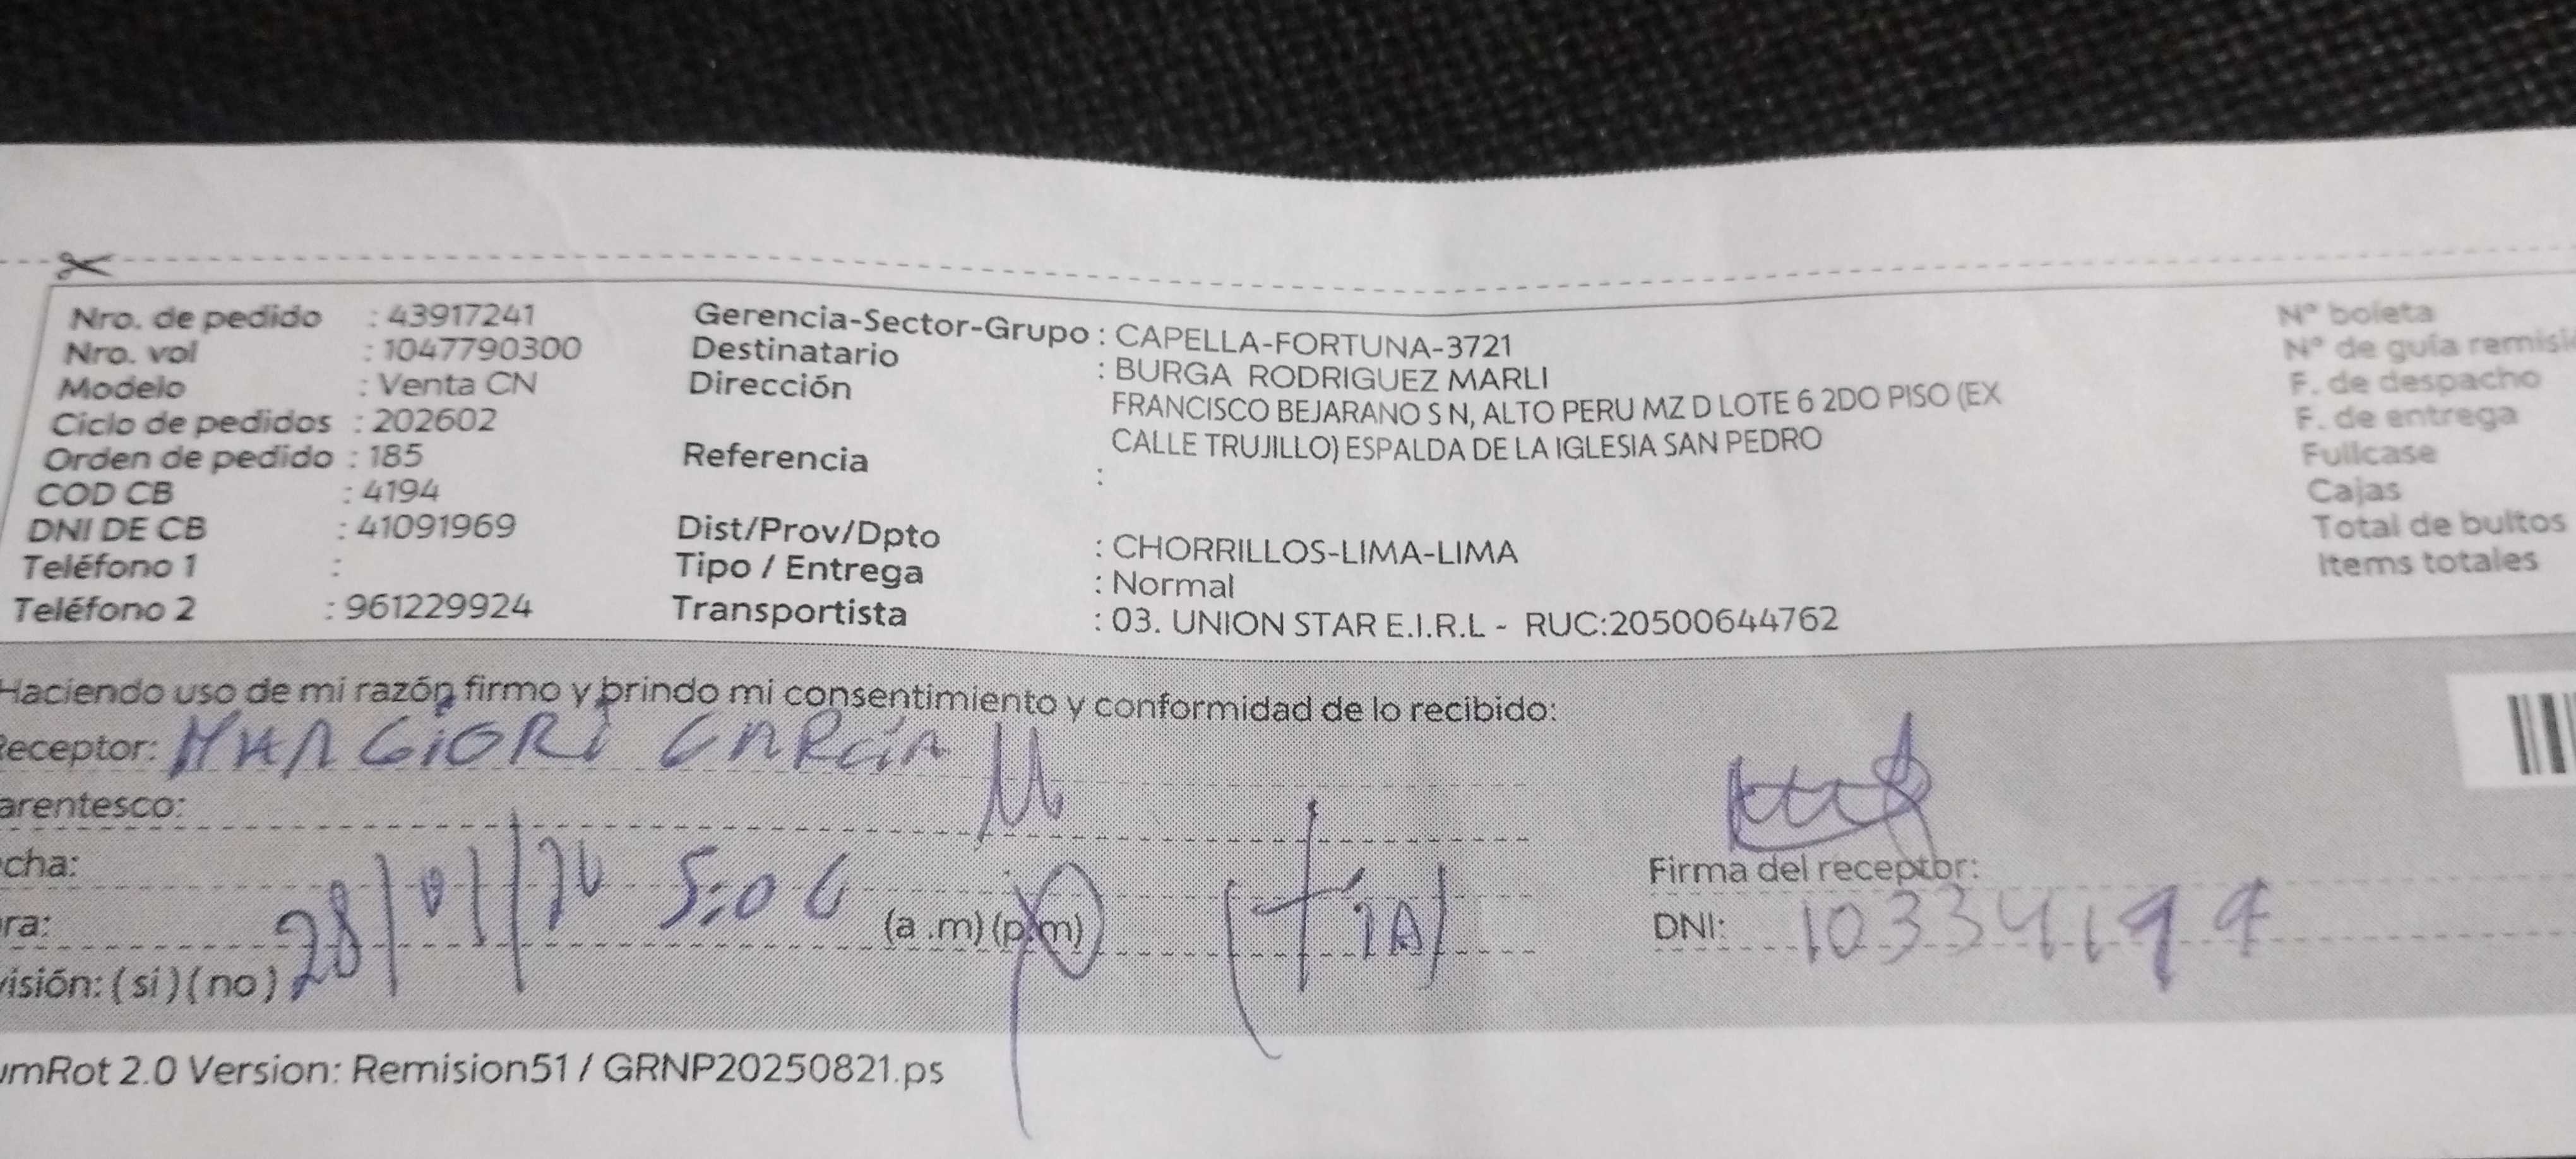 Nro. de pedido : 43917241
Nro. vol : 1047790300
Modelo : Venta CN
Ciclo de pedidos : 202602
Orden de pedido : 185
COD CB : 4194
DNI DE CB : 41091969
Teléfono 1 :
Teléfono 2 : 961229924
Gerencia-Sector-Grupo : CAPELLA-FORTUNA-3721
Destinatario : BURGA RODRIGUEZ MARLI
Dirección FRANCISCO BEJARANO S N, ALTO PERU MZ D LOTE 6 2DO PISO (EX
CALLE TRUJILLO) ESPALDA DE LA IGLESIA SAN PEDRO
Referencia :
Dist/Prov/Dpto : CHORRILLOS-LIMA-LIMA
Tipo / Entrega : Normal
Transportista : 03. UNION STAR E.I.R.L - RUC:20500644762
N° boleta
N° de guía remisi
F. de despacho
F. de entrega
Fullcase
Cajas
Total de bultos
Items totales
Haciendo uso de mi razón firmo y brindo mi consentimiento y conformidad de lo recibido:
Receptor: GARCIA M
arentesco:
cha: 28/01/26 5:06
ra: (a .m) (p.m) (TíA)
visión: ( si ) ( no )
Firma del receptor:
DNI: 10334199
umRot 2.0 Version: Remision51 / GRNP20250821.ps